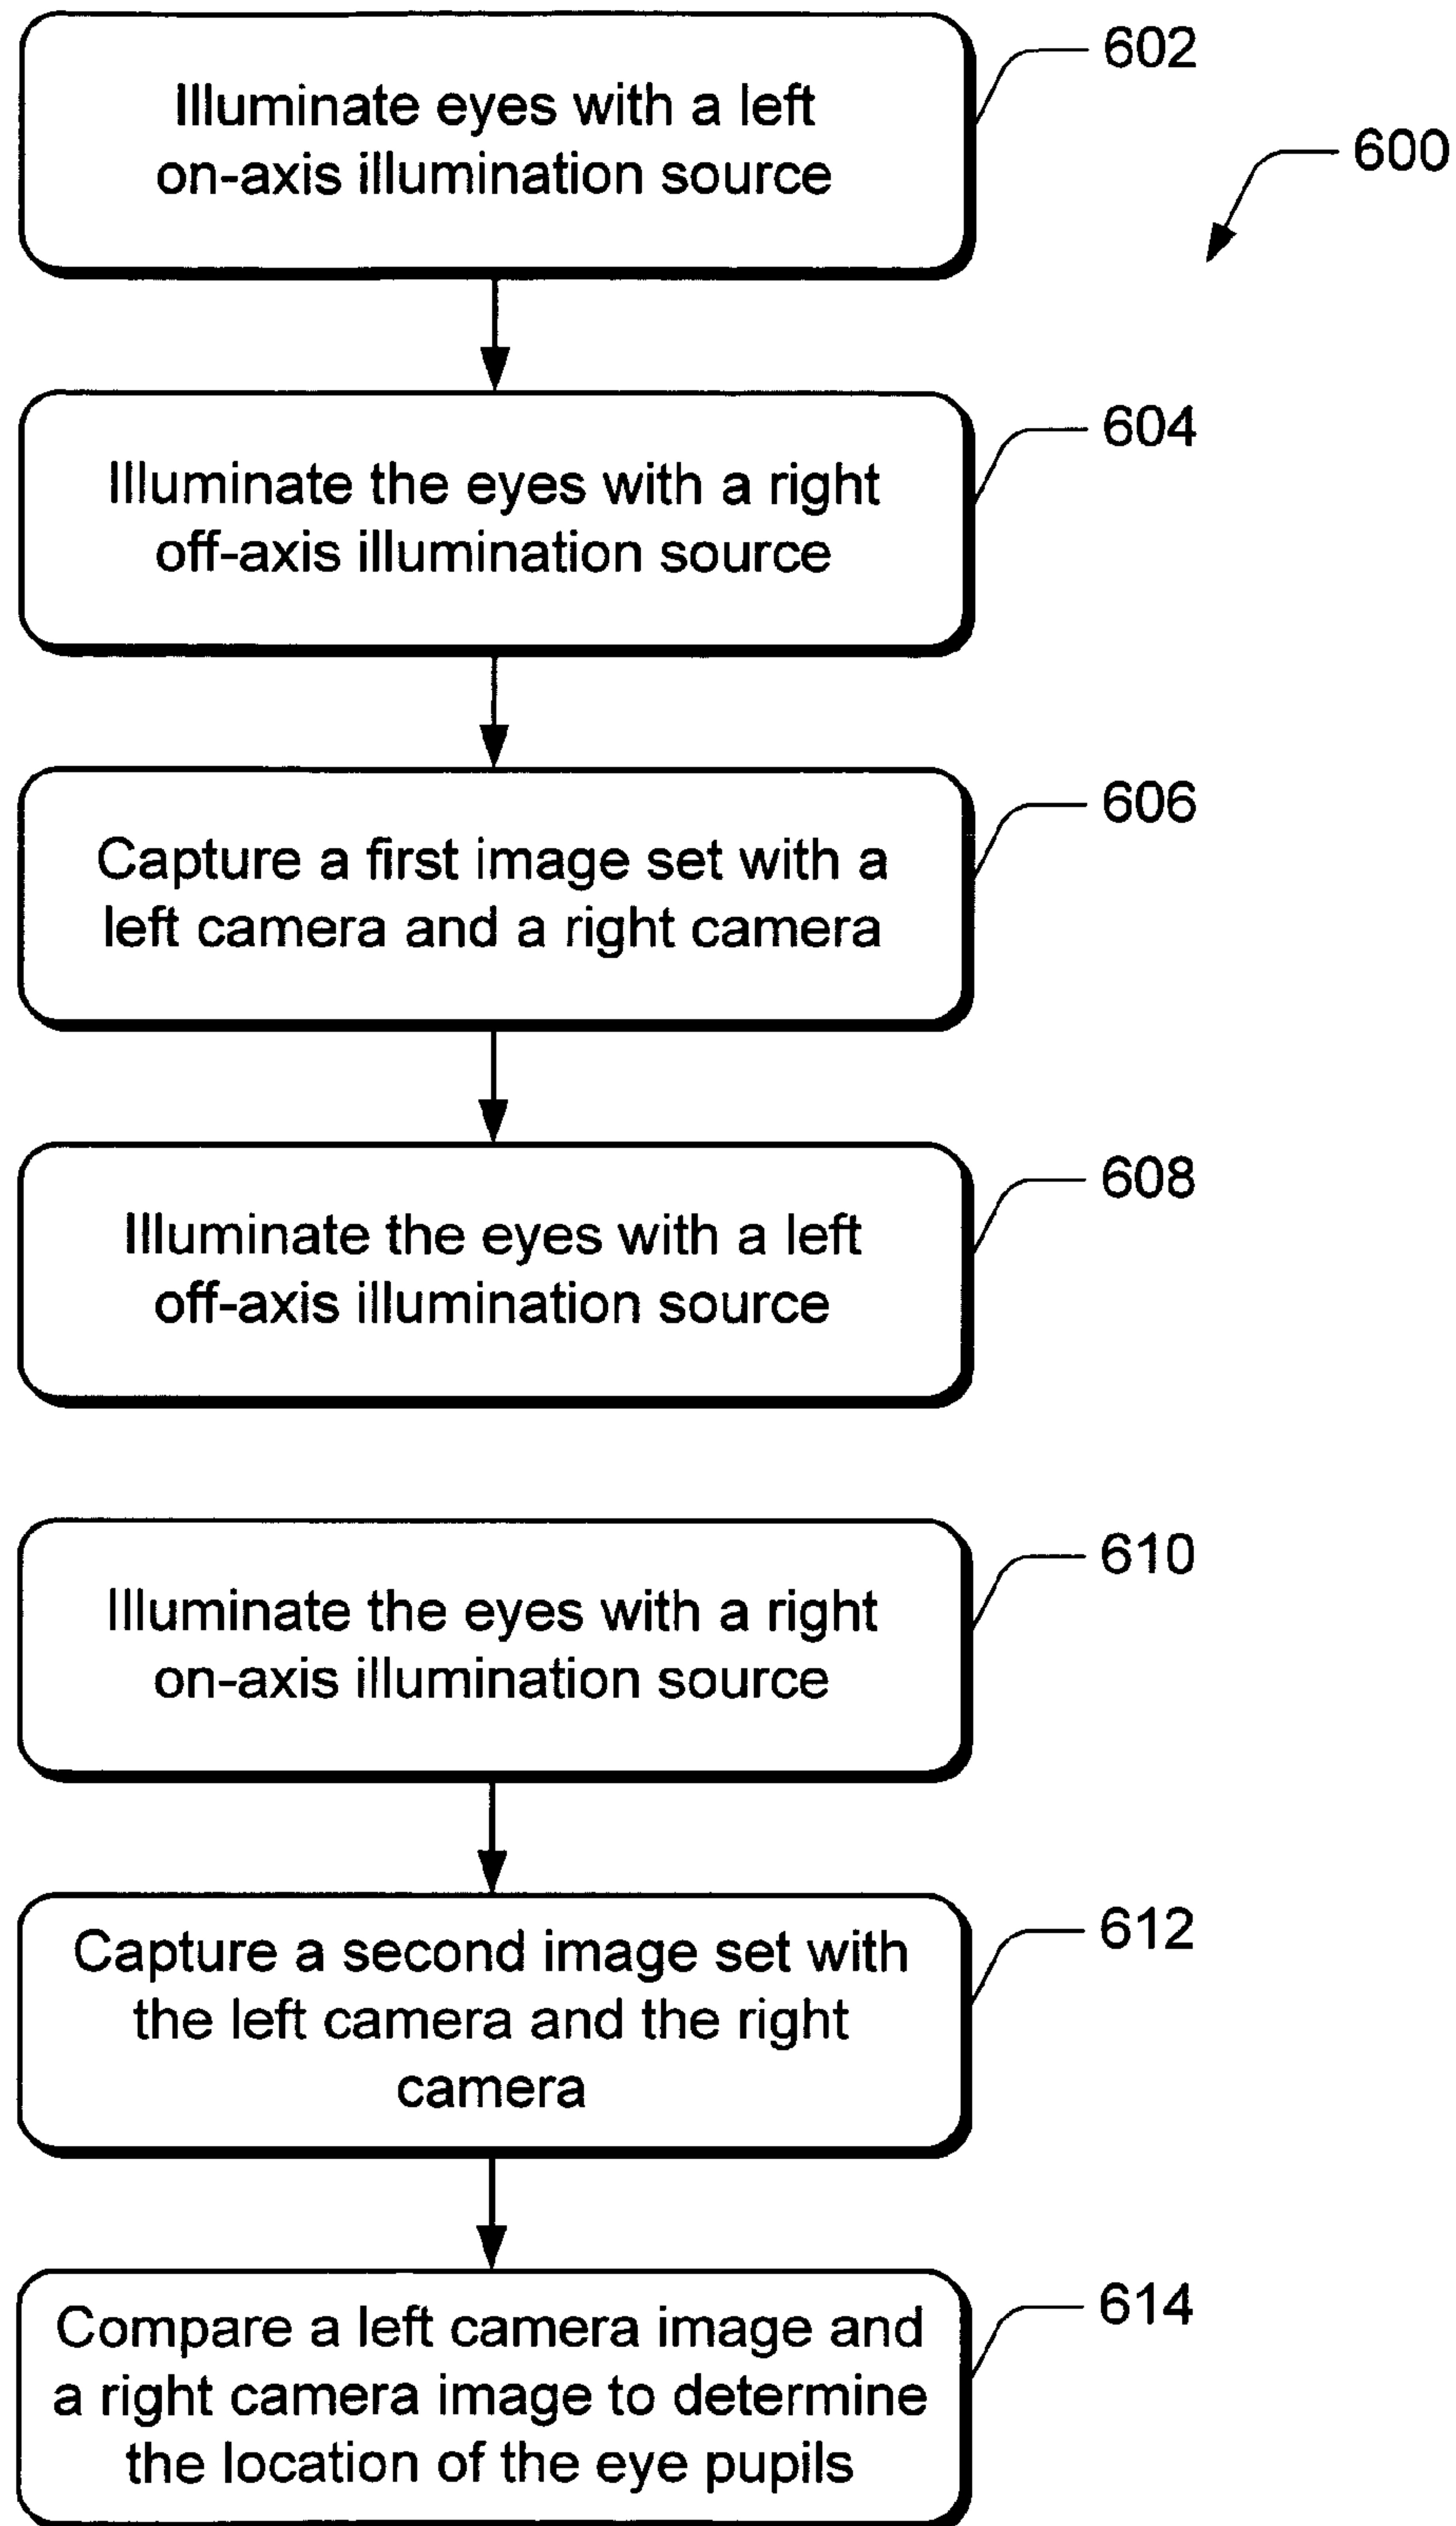 Illuminate eyes with a left
on-axis illumination source
602
600
Illuminate the eyes with a right
off-axis illumination source
604
Capture a first image set with a
left camera and a right camera
606
Illuminate the eyes with a left
off-axis illumination source
608
Illuminate the eyes with a right
on-axis illumination source
610
Capture a second image set with
the left camera and the right
camera
612
Compare a left camera image and
a right camera image to determine
the location of the eye pupils
614